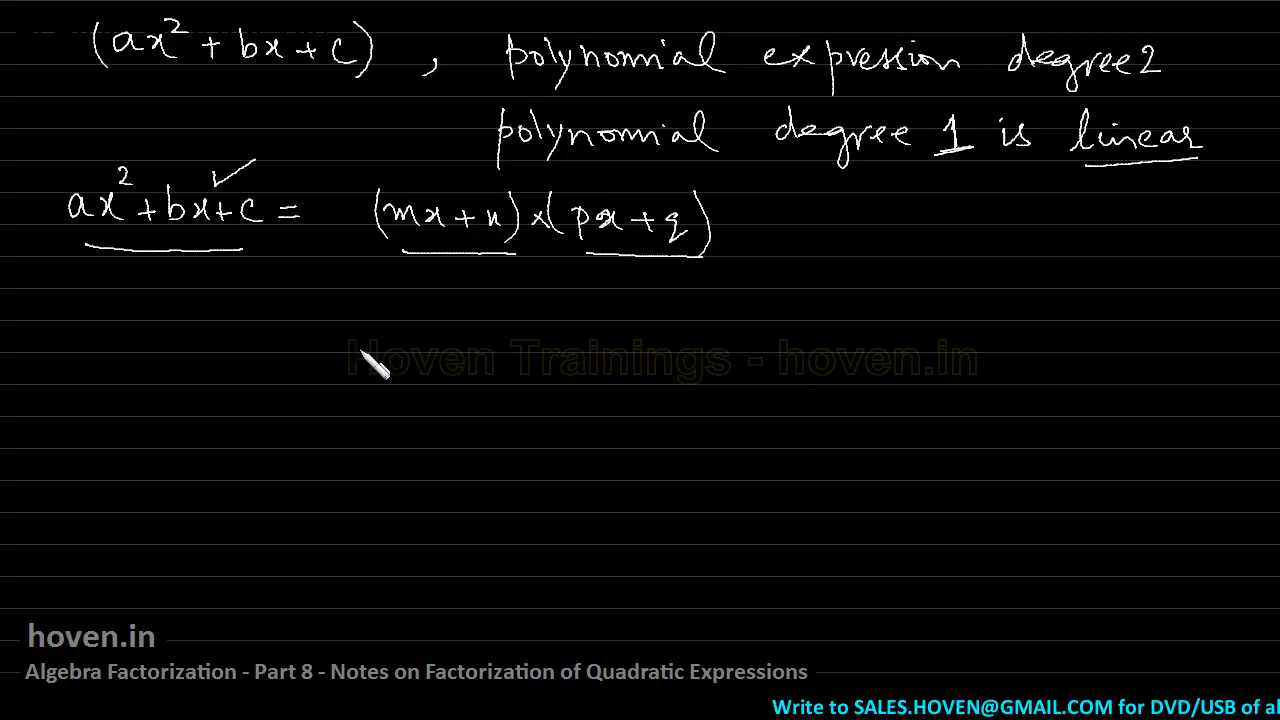 (ax² + bx + c) , polynomial expression degree 2
polynomial degree 1 is linear
ax² + bx + c = (mx + n) × (px + q)
Hoven Trainings - hoven.in
hoven.in
Algebra Factorization - Part 8 - Notes on Factorization of Quadratic Expressions
Write to SALES.HOVEN@GMAIL.COM for DVD/USB of al